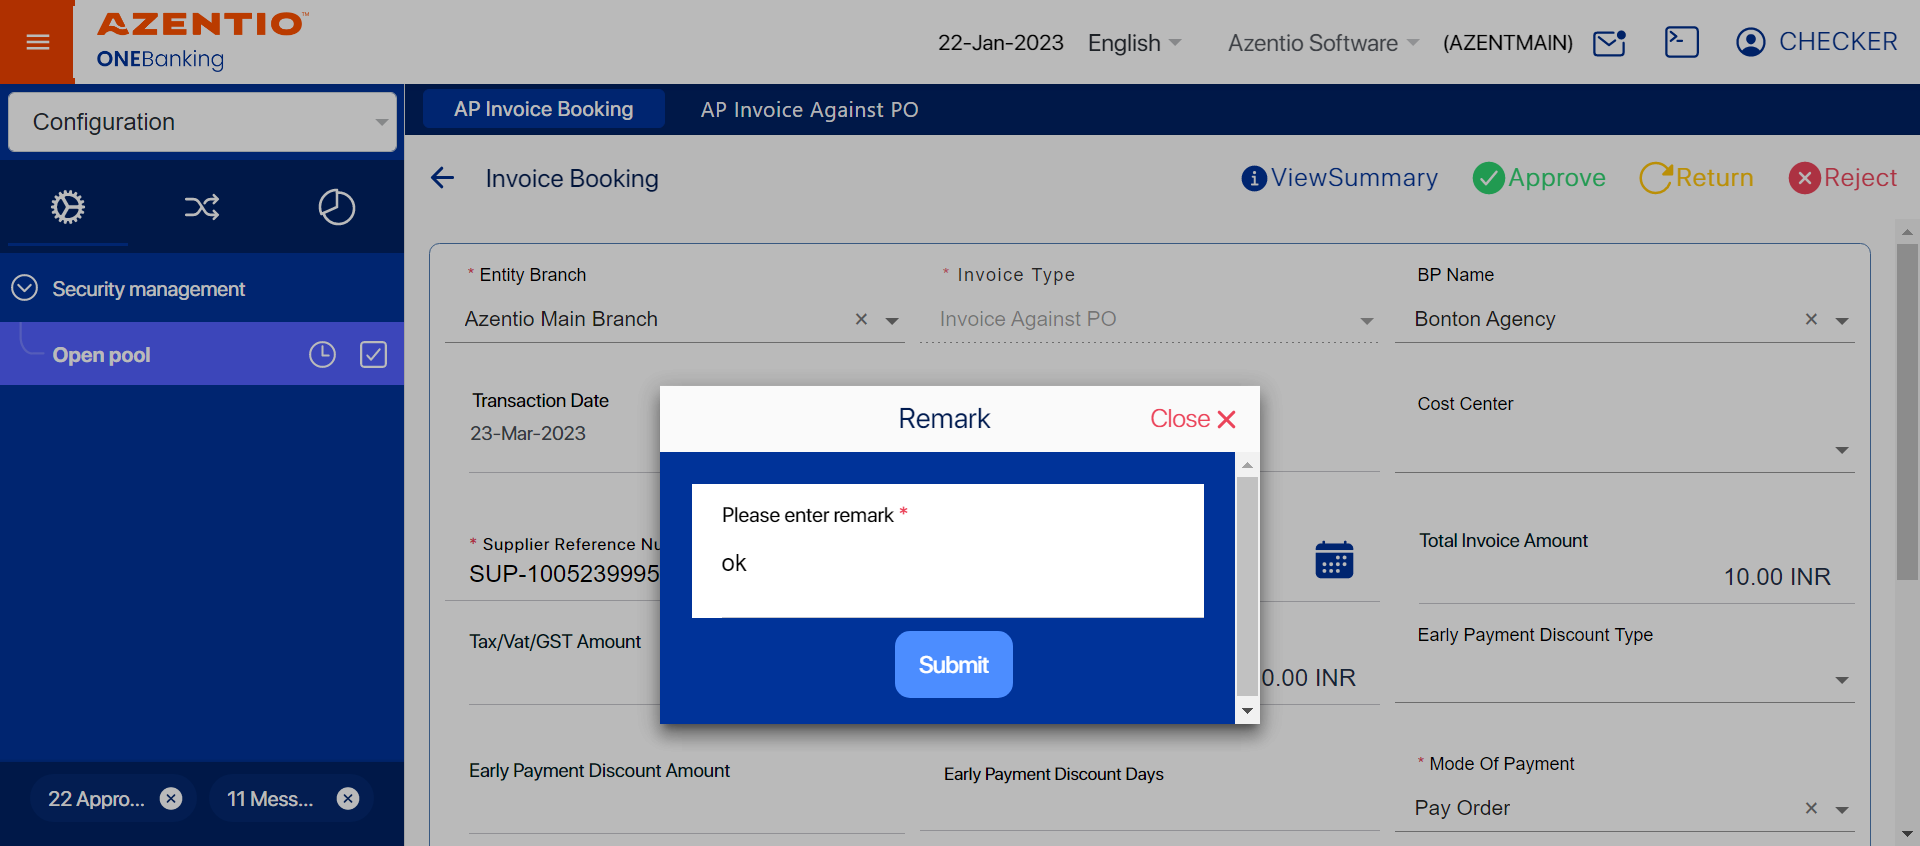 AZENTIO™
ONEBanking
22-Jan-2023 English Azentio Software (AZENTMAIN) CHECKER
Configuration
AP Invoice Booking AP Invoice Against PO
Invoice Booking ViewSummary Approve Return Reject
Security management
Open pool
* Entity Branch * Invoice Type BP Name
Azentio Main Branch Invoice Against PO Bonton Agency
Transaction Date Cost Center
23-Mar-2023
Remark Close
Please enter remark *
ok
Submit
* Supplier Reference Nu Total Invoice Amount
SUP-1005239995 10.00 INR
Tax/Vat/GST Amount Early Payment Discount Type
0.00 INR
Early Payment Discount Amount Early Payment Discount Days * Mode Of Payment
Pay Order
22 Appro... 11 Mess...